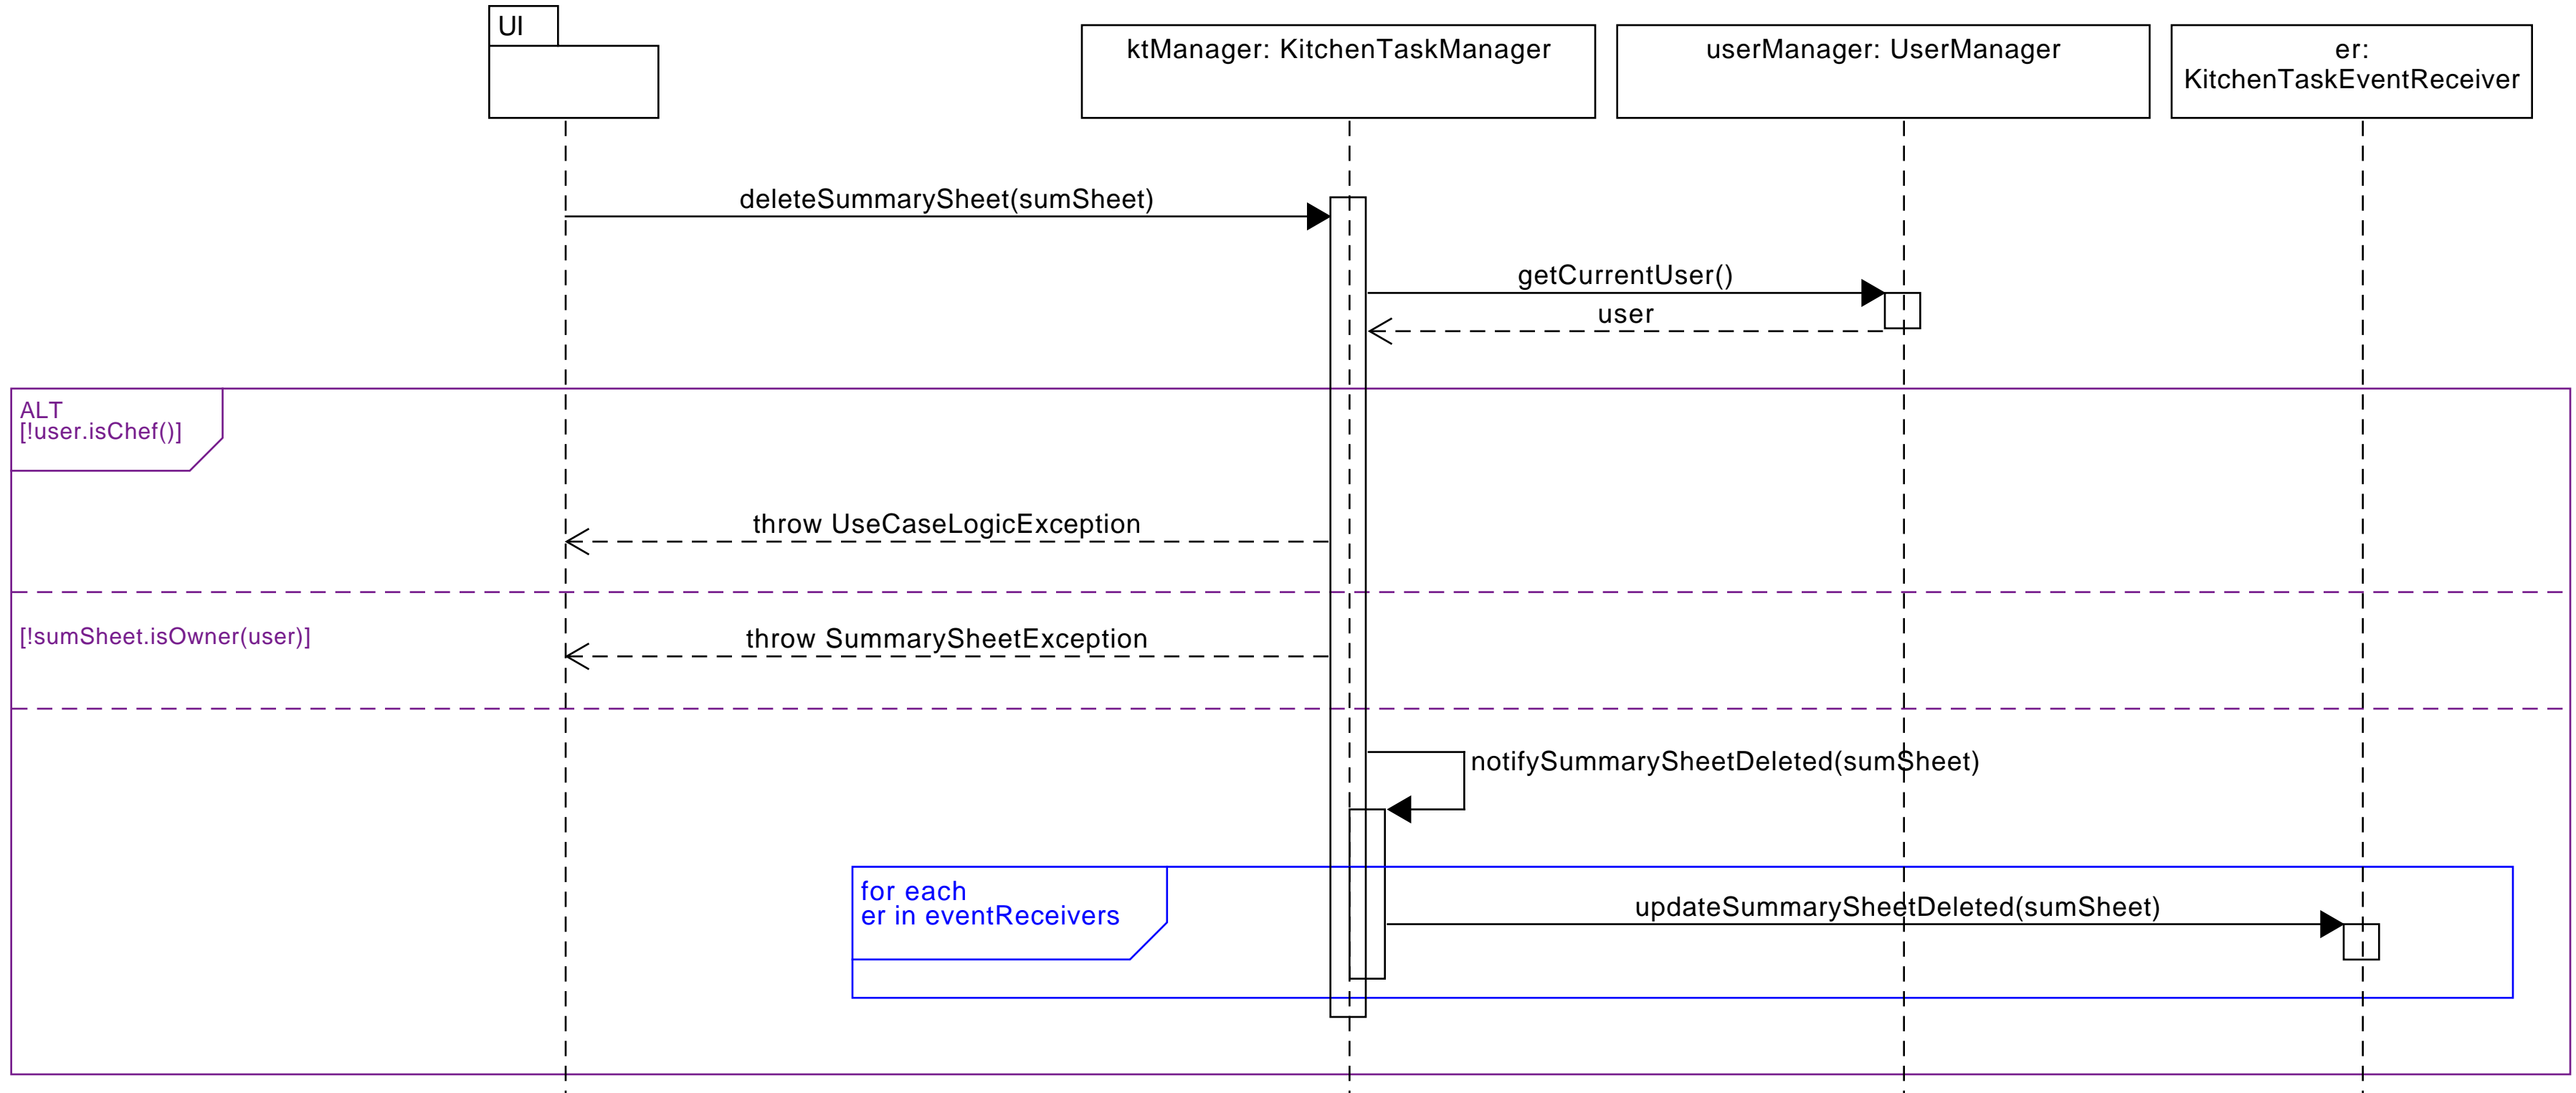 UI
ktManager: KitchenTaskManager
userManager: UserManager
er:
KitchenTaskEventReceiver
deleteSummarySheet(sumSheet)
getCurrentUser()
user
ALT
[!user.isChef()]
throw UseCaseLogicException
[!sumSheet.isOwner(user)]
throw SummarySheetException
notifySummarySheetDeleted(sumSheet)
for each
er in eventReceivers
updateSummarySheetDeleted(sumSheet)